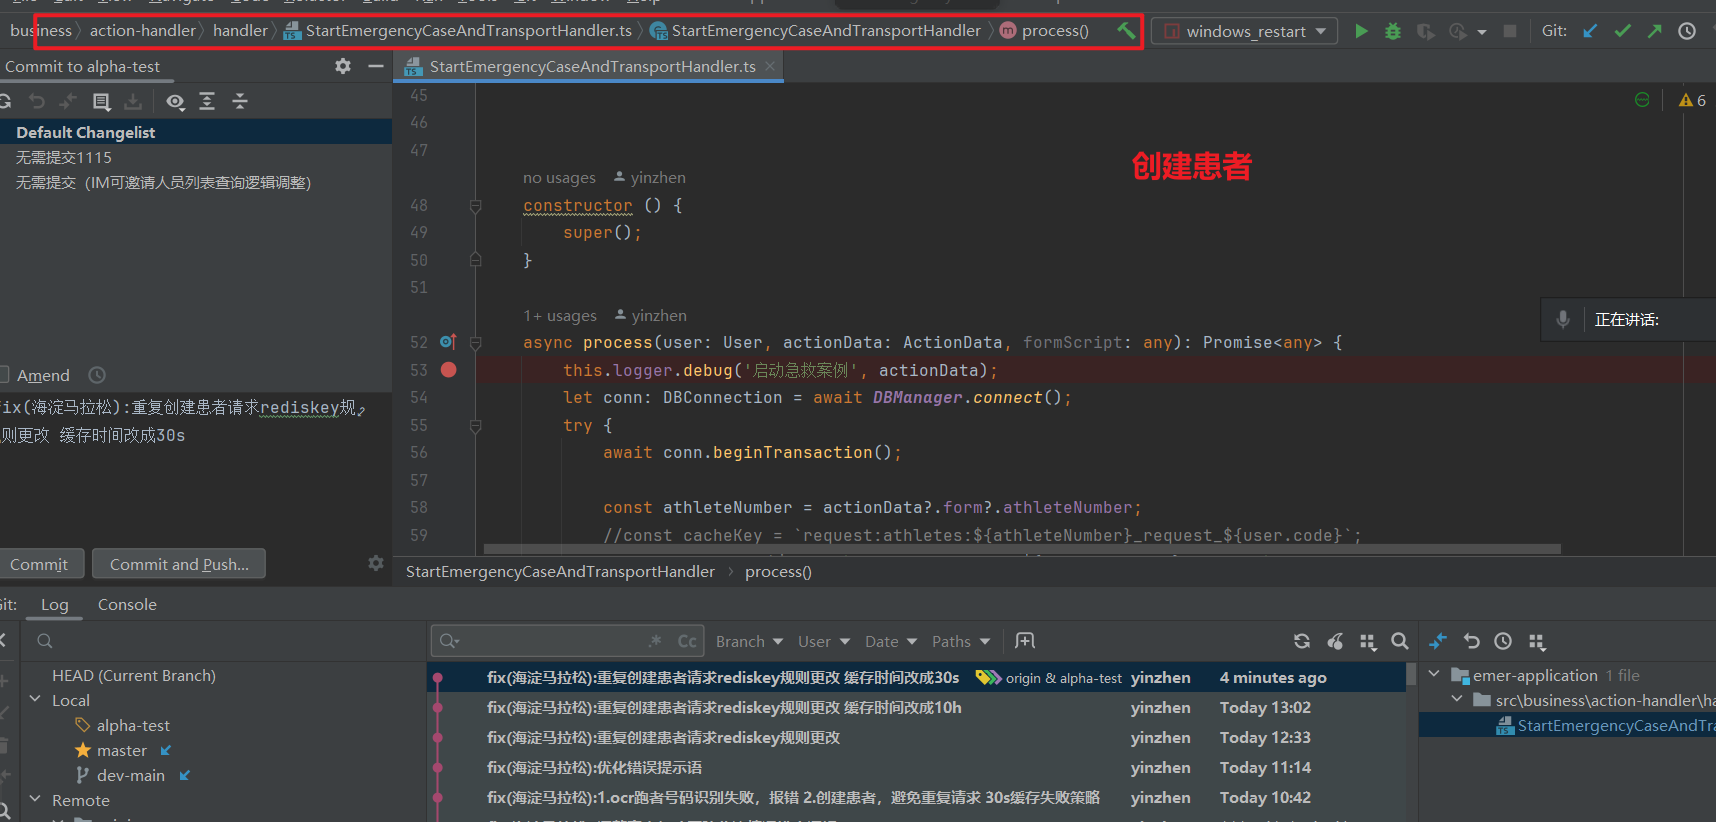 business action-handler handler StartEmergencyCaseAndTransportHandler.ts StartEmergencyCaseAndTransportHandler process() windows_restart Git:
Commit to alpha-test
StartEmergencyCaseAndTransportHandler.ts
Default Changelist
无需提交1115
无需提交（IM可邀请人员列表查询逻辑调整)
Amend
fix(海淀马拉松):重复创建患者请求rediskey规
则更改 缓存时间改成30s
Commit
Commit and Push...
45
46
47
创建患者
6
no usages yinzhen
48 constructor () {
49 super();
50 }
51
1+ usages yinzhen
52 async process(user: User, actionData: ActionData, formScript: any): Promise<any> {
53 this.logger.debug('启动急救案例', actionData);
54 let conn: DBConnection = await DBManager.connect();
55 try {
56 await conn.beginTransaction();
57
58 const athleteNumber = actionData?.form?.athleteNumber;
59 //const cacheKey = `request:athletes:${athleteNumber}_request_${user.code}`;
正在讲话:
StartEmergencyCaseAndTransportHandler process()
Git: Log Console
Cc Branch User Date Paths
HEAD (Current Branch)
Local
alpha-test
master
dev-main
Remote
fix(海淀马拉松):重复创建患者请求rediskey规则更改 缓存时间改成30s origin & alpha-test yinzhen 4 minutes ago
fix(海淀马拉松):重复创建患者请求rediskey规则更改 缓存时间改成10h yinzhen Today 13:02
fix(海淀马拉松):重复创建患者请求rediskey规则更改 yinzhen Today 12:33
fix(海淀马拉松):优化错误提示语 yinzhen Today 11:14
fix(海淀马拉松):1.ocr跑者号码识别失败，报错 2.创建患者，避免重复请求 30s缓存失败策略 yinzhen Today 10:42
emer-application 1 file
src\business\action-handler\ha
StartEmergencyCaseAndTra